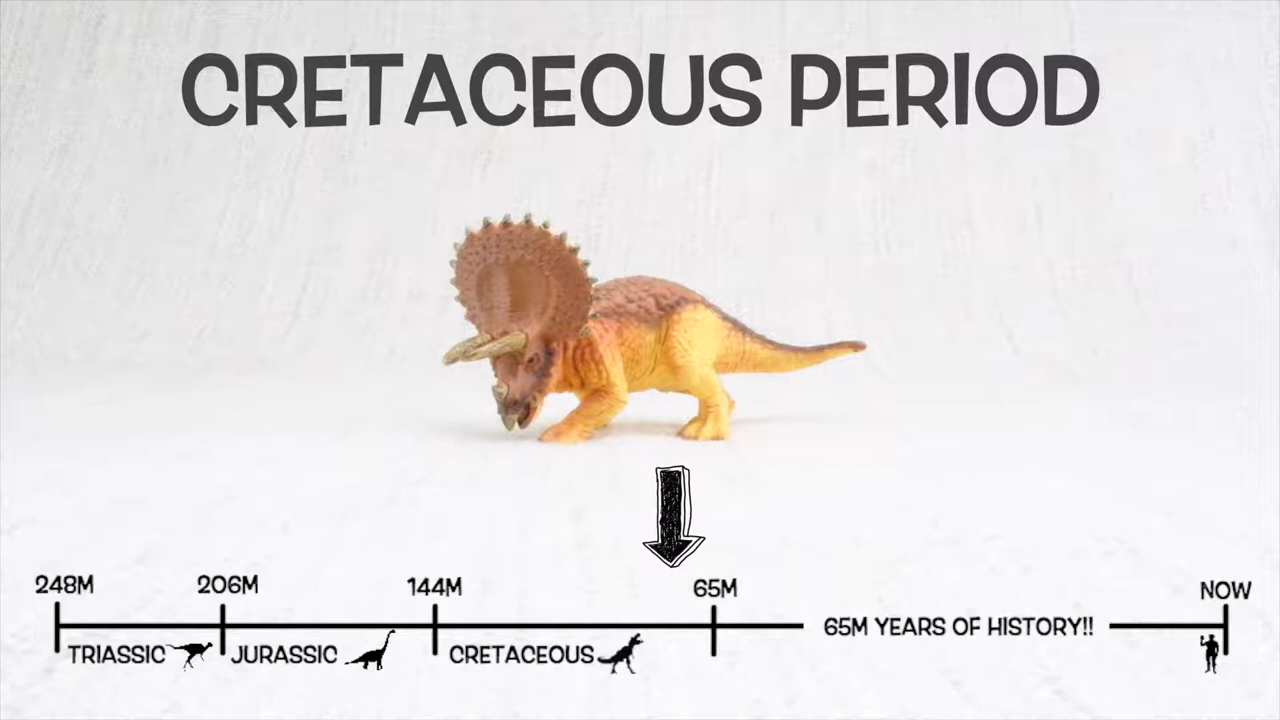 CRETACEOUS PERIOD
248M 206M 144M 65M NOW
65M YEARS OF HISTORY!!
TRIASSIC JURASSIC CRETACEOUS